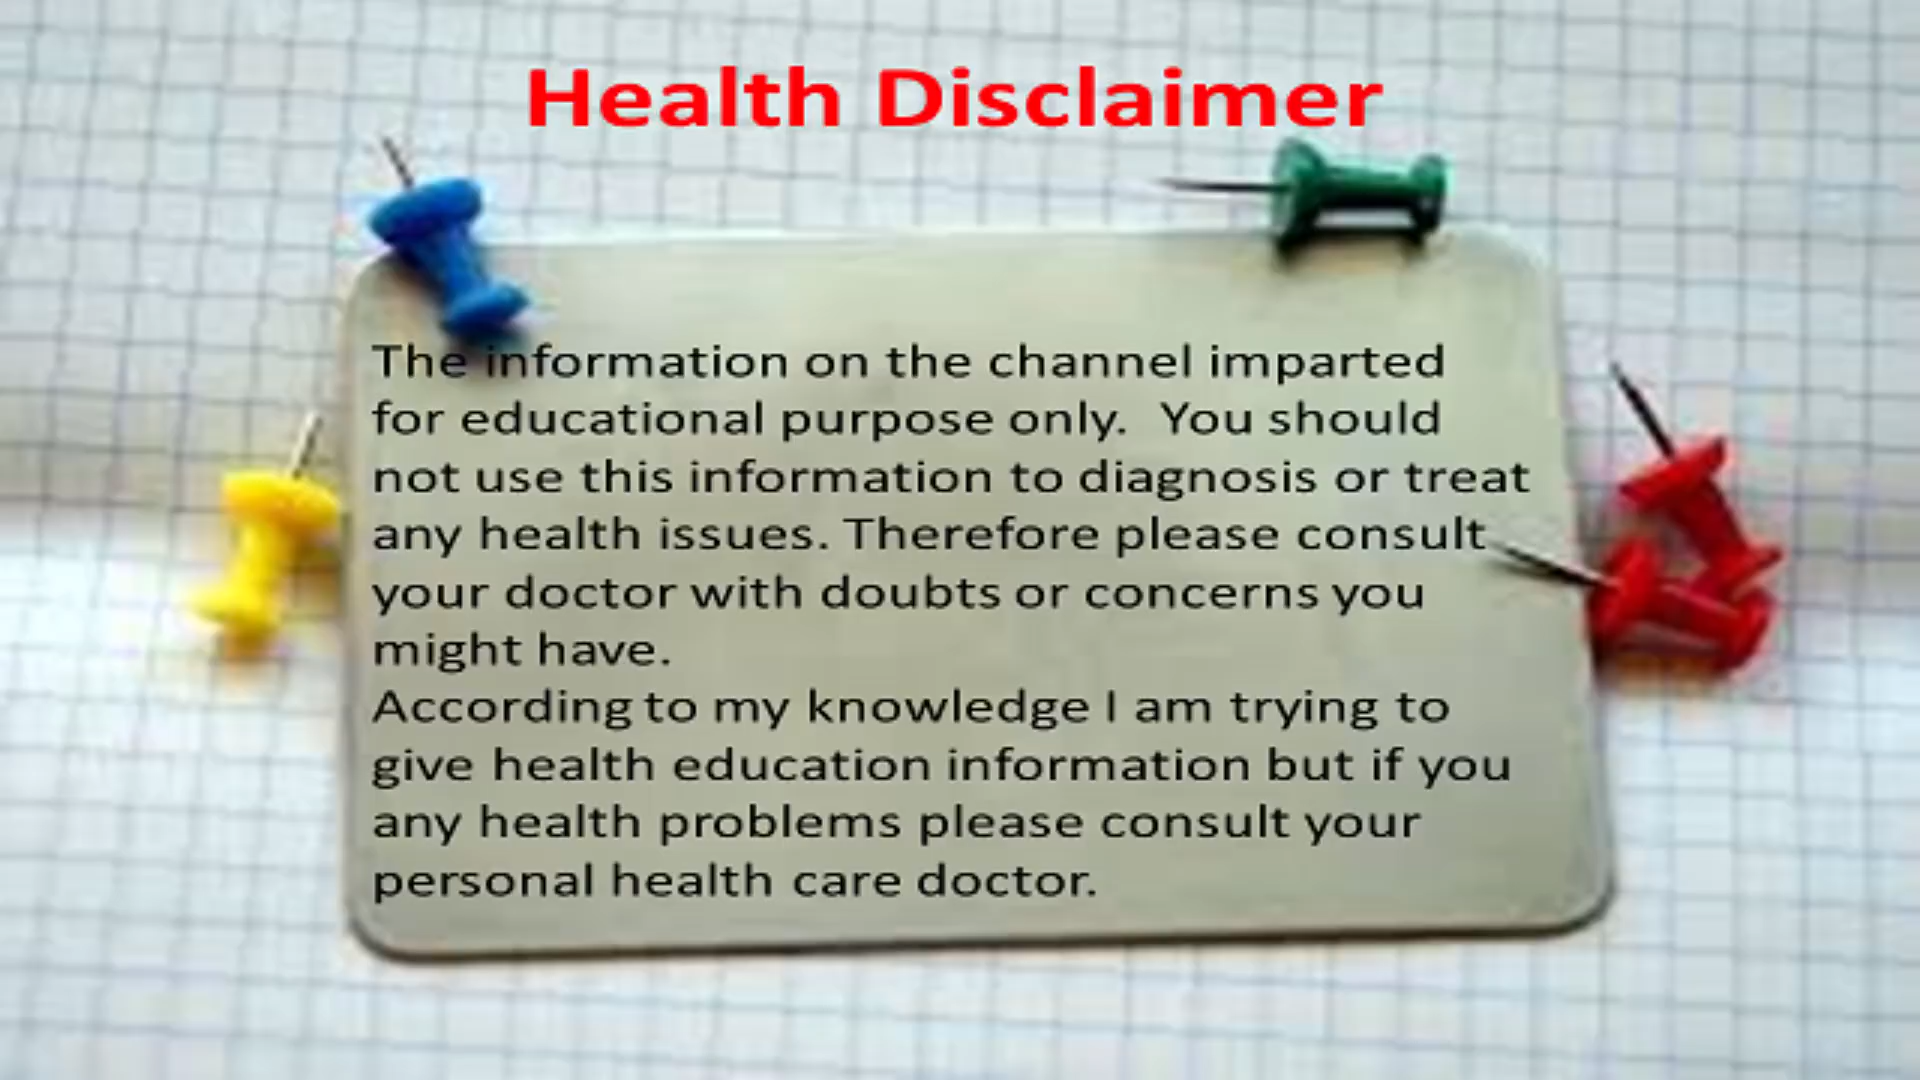 Health Disclaimer
The information on the channel imparted
for educational purpose only.  You should
not use this information to diagnosis or treat
any health issues. Therefore please consult
your doctor with doubts or concerns you
might have.
According to my knowledge I am trying to
give health education information but if you
any health problems please consult your
personal health care doctor.